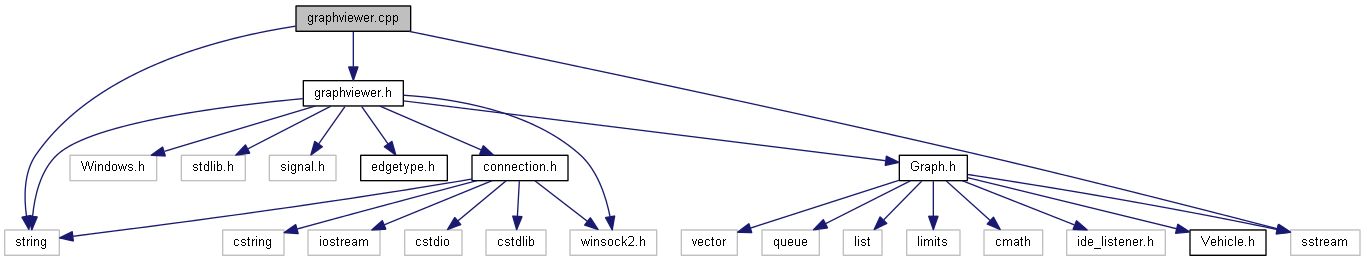 graphviewer.cpp
graphviewer.h
Windows.h
stdlib.h
signal.h
edgetype.h
connection.h
Graph.h
string
cstring
iostream
cstdio
cstdlib
winsock2.h
vector
queue
list
limits
cmath
ide_listener.h
Vehicle.h
sstream